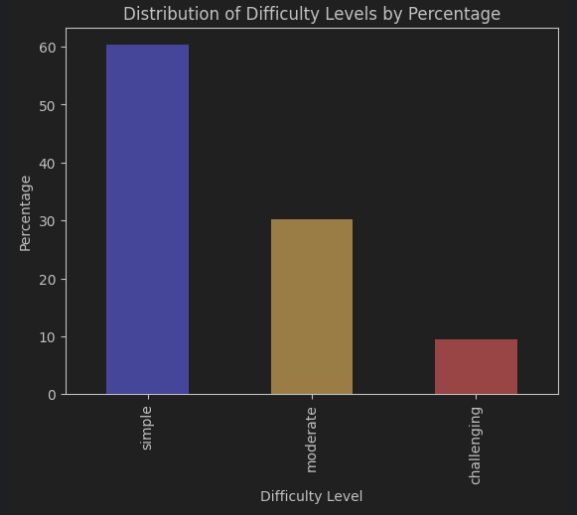 Distribution of Difficulty Levels by Percentage
60
50
40
30
20
10
0
Percentage
simple
moderate
challenging
Difficulty Level